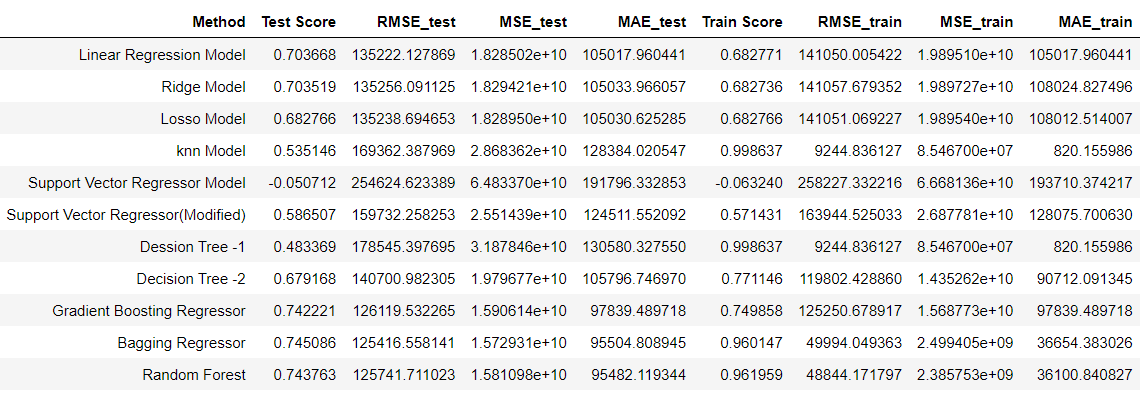 Method Test Score RMSE_test MSE_test MAE_test Train Score RMSE_train MSE_train MAE_train
Linear Regression Model 0.703668 135222.127869 1.828502e+10 105017.960441 0.682771 141050.005422 1.989510e+10 105017.960441
Ridge Model 0.703519 135256.091125 1.829421e+10 105033.966057 0.682736 141057.679352 1.989727e+10 108024.827496
Losso Model 0.682766 135238.694653 1.828950e+10 105030.625285 0.682766 141051.069227 1.989540e+10 108012.514007
knn Model 0.535146 169362.387969 2.868362e+10 128384.020547 0.998637 9244.836127 8.546700e+07 820.155986
Support Vector Regressor Model -0.050712 254624.623389 6.483370e+10 191796.332853 -0.063240 258227.332216 6.668136e+10 193710.374217
Support Vector Regressor(Modified) 0.586507 159732.258253 2.551439e+10 124511.552092 0.571431 163944.525033 2.687781e+10 128075.700630
Dession Tree -1 0.483369 178545.397695 3.187846e+10 130580.327550 0.998637 9244.836127 8.546700e+07 820.155986
Decision Tree -2 0.679168 140700.982305 1.979677e+10 105796.746970 0.771146 119802.428860 1.435262e+10 90712.091345
Gradient Boosting Regressor 0.742221 126119.532265 1.590614e+10 97839.489718 0.749858 125250.678917 1.568773e+10 97839.489718
Bagging Regressor 0.745086 125416.558141 1.572931e+10 95504.808945 0.960147 49994.049363 2.499405e+09 36654.383026
Random Forest 0.743763 125741.711023 1.581098e+10 95482.119344 0.961959 48844.171797 2.385753e+09 36100.840827